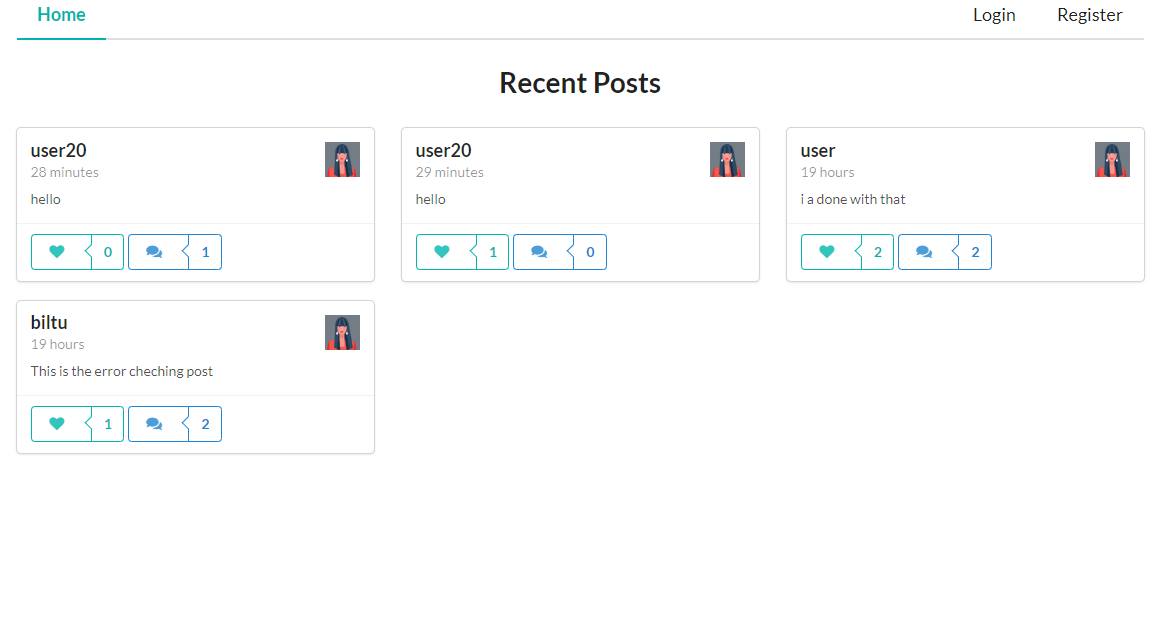 Home Login Register
Recent Posts
user20
28 minutes
hello
0 1
user20
29 minutes
hello
1 0
user
19 hours
i a done with that
2 2
biltu
19 hours
This is the error cheching post
1 2